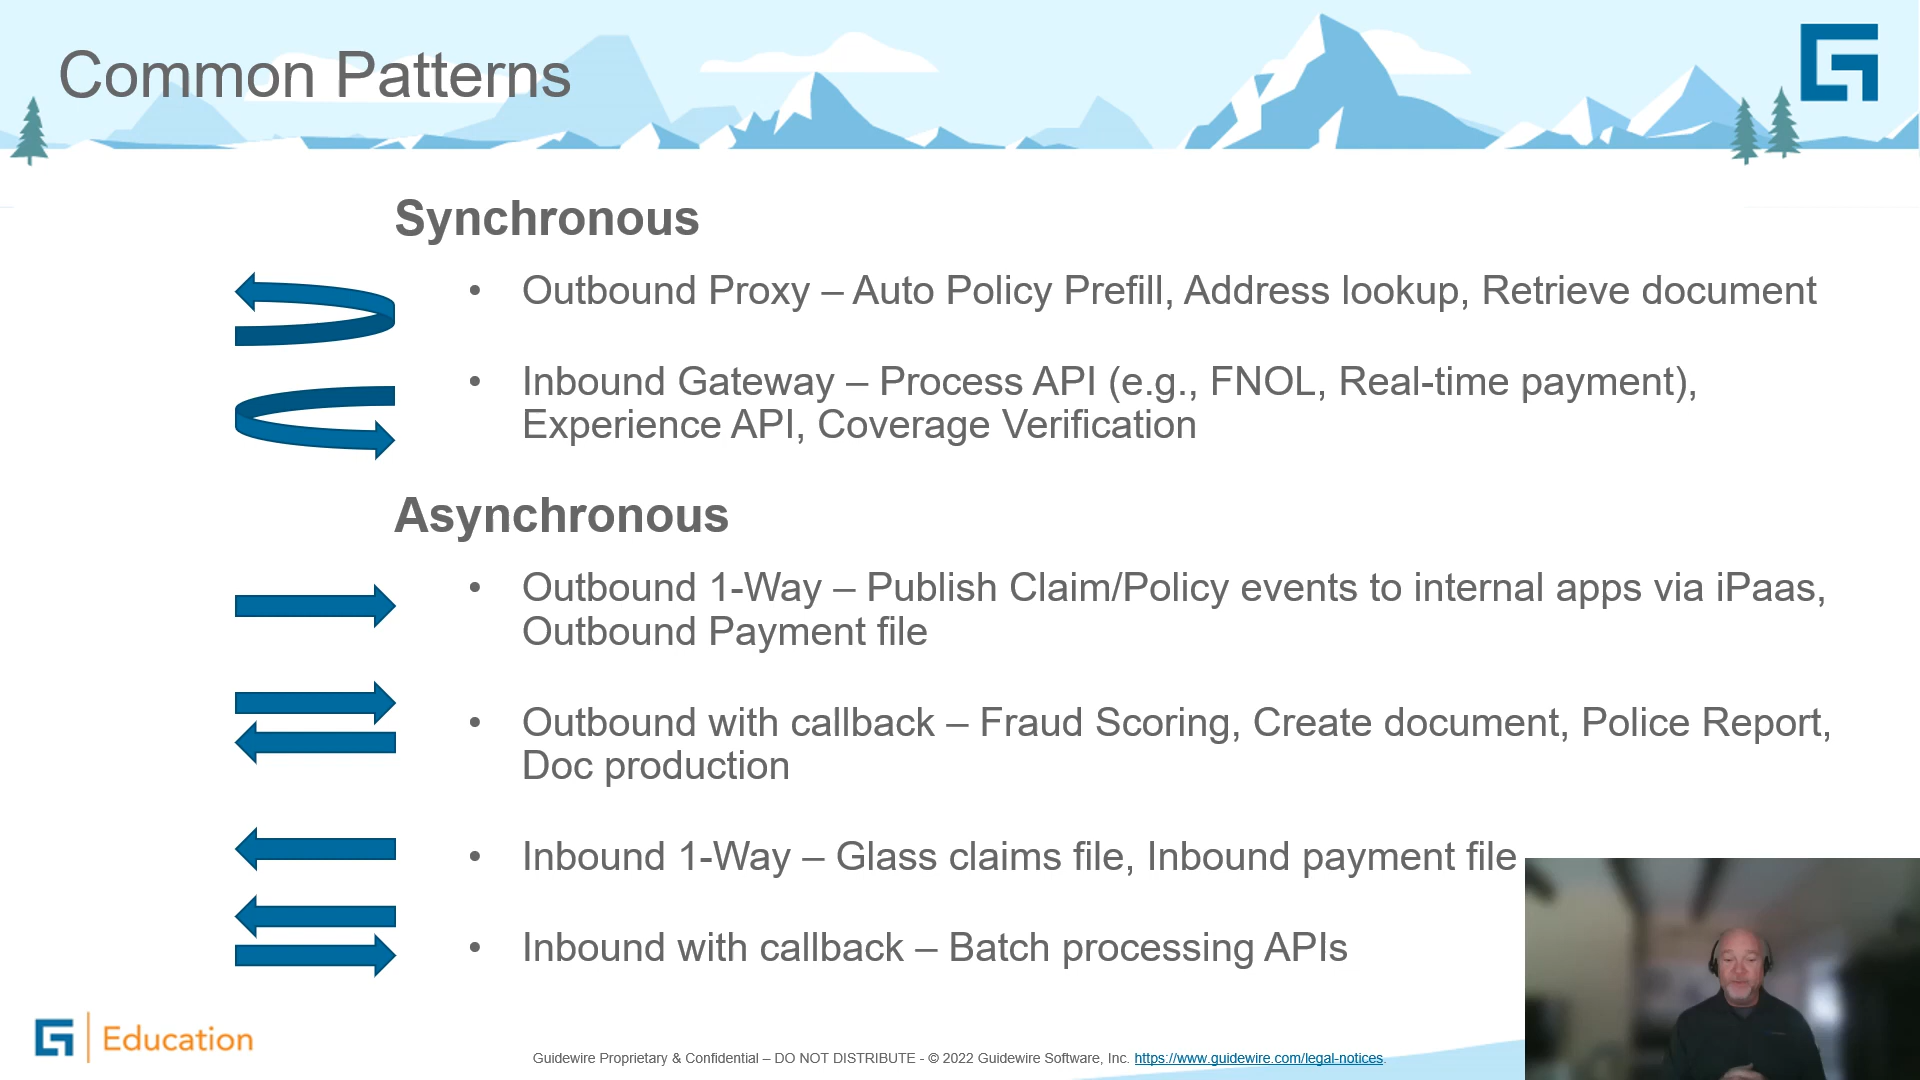 Common Patterns
Synchronous
• Outbound Proxy – Auto Policy Prefill, Address lookup, Retrieve document
• Inbound Gateway – Process API (e.g., FNOL, Real-time payment),
Experience API, Coverage Verification
Asynchronous
• Outbound 1-Way – Publish Claim/Policy events to internal apps via iPaas,
Outbound Payment file
• Outbound with callback – Fraud Scoring, Create document, Police Report,
Doc production
• Inbound 1-Way – Glass claims file, Inbound payment file
• Inbound with callback – Batch processing APIs
Education
Guidewire Proprietary & Confidential – DO NOT DISTRIBUTE - © 2022 Guidewire Software, Inc. https://www.guidewire.com/legal-notices.